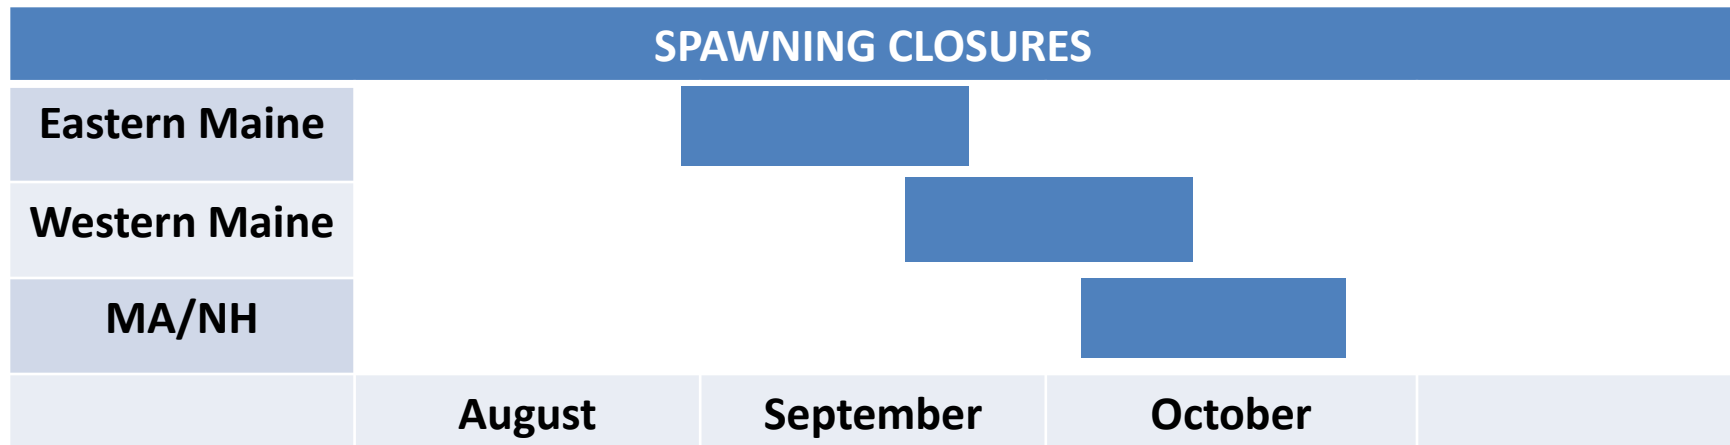 SPAWNING CLOSURES
Eastern Maine
Western Maine
MA/NH
August September October